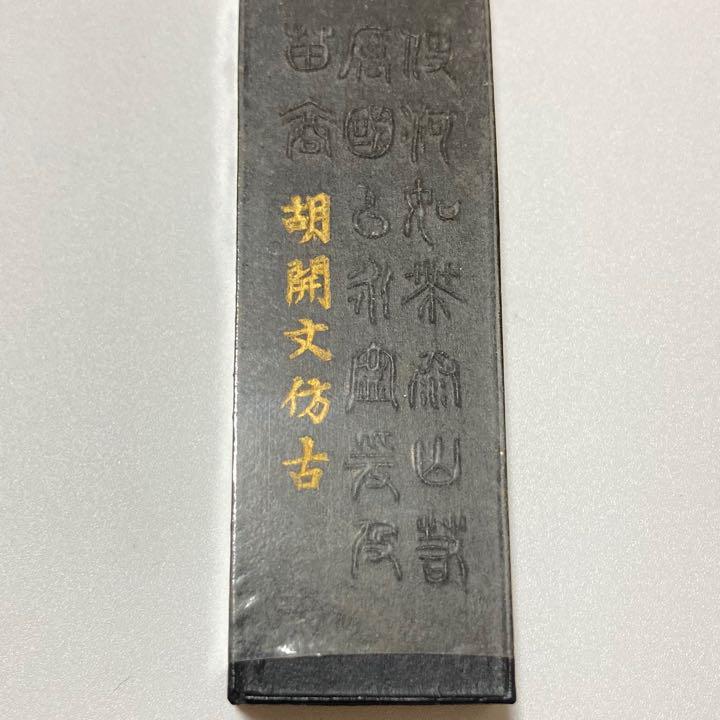 使河如帶泰山若
厲國以永寧爰及
苗裔
胡開文仿古